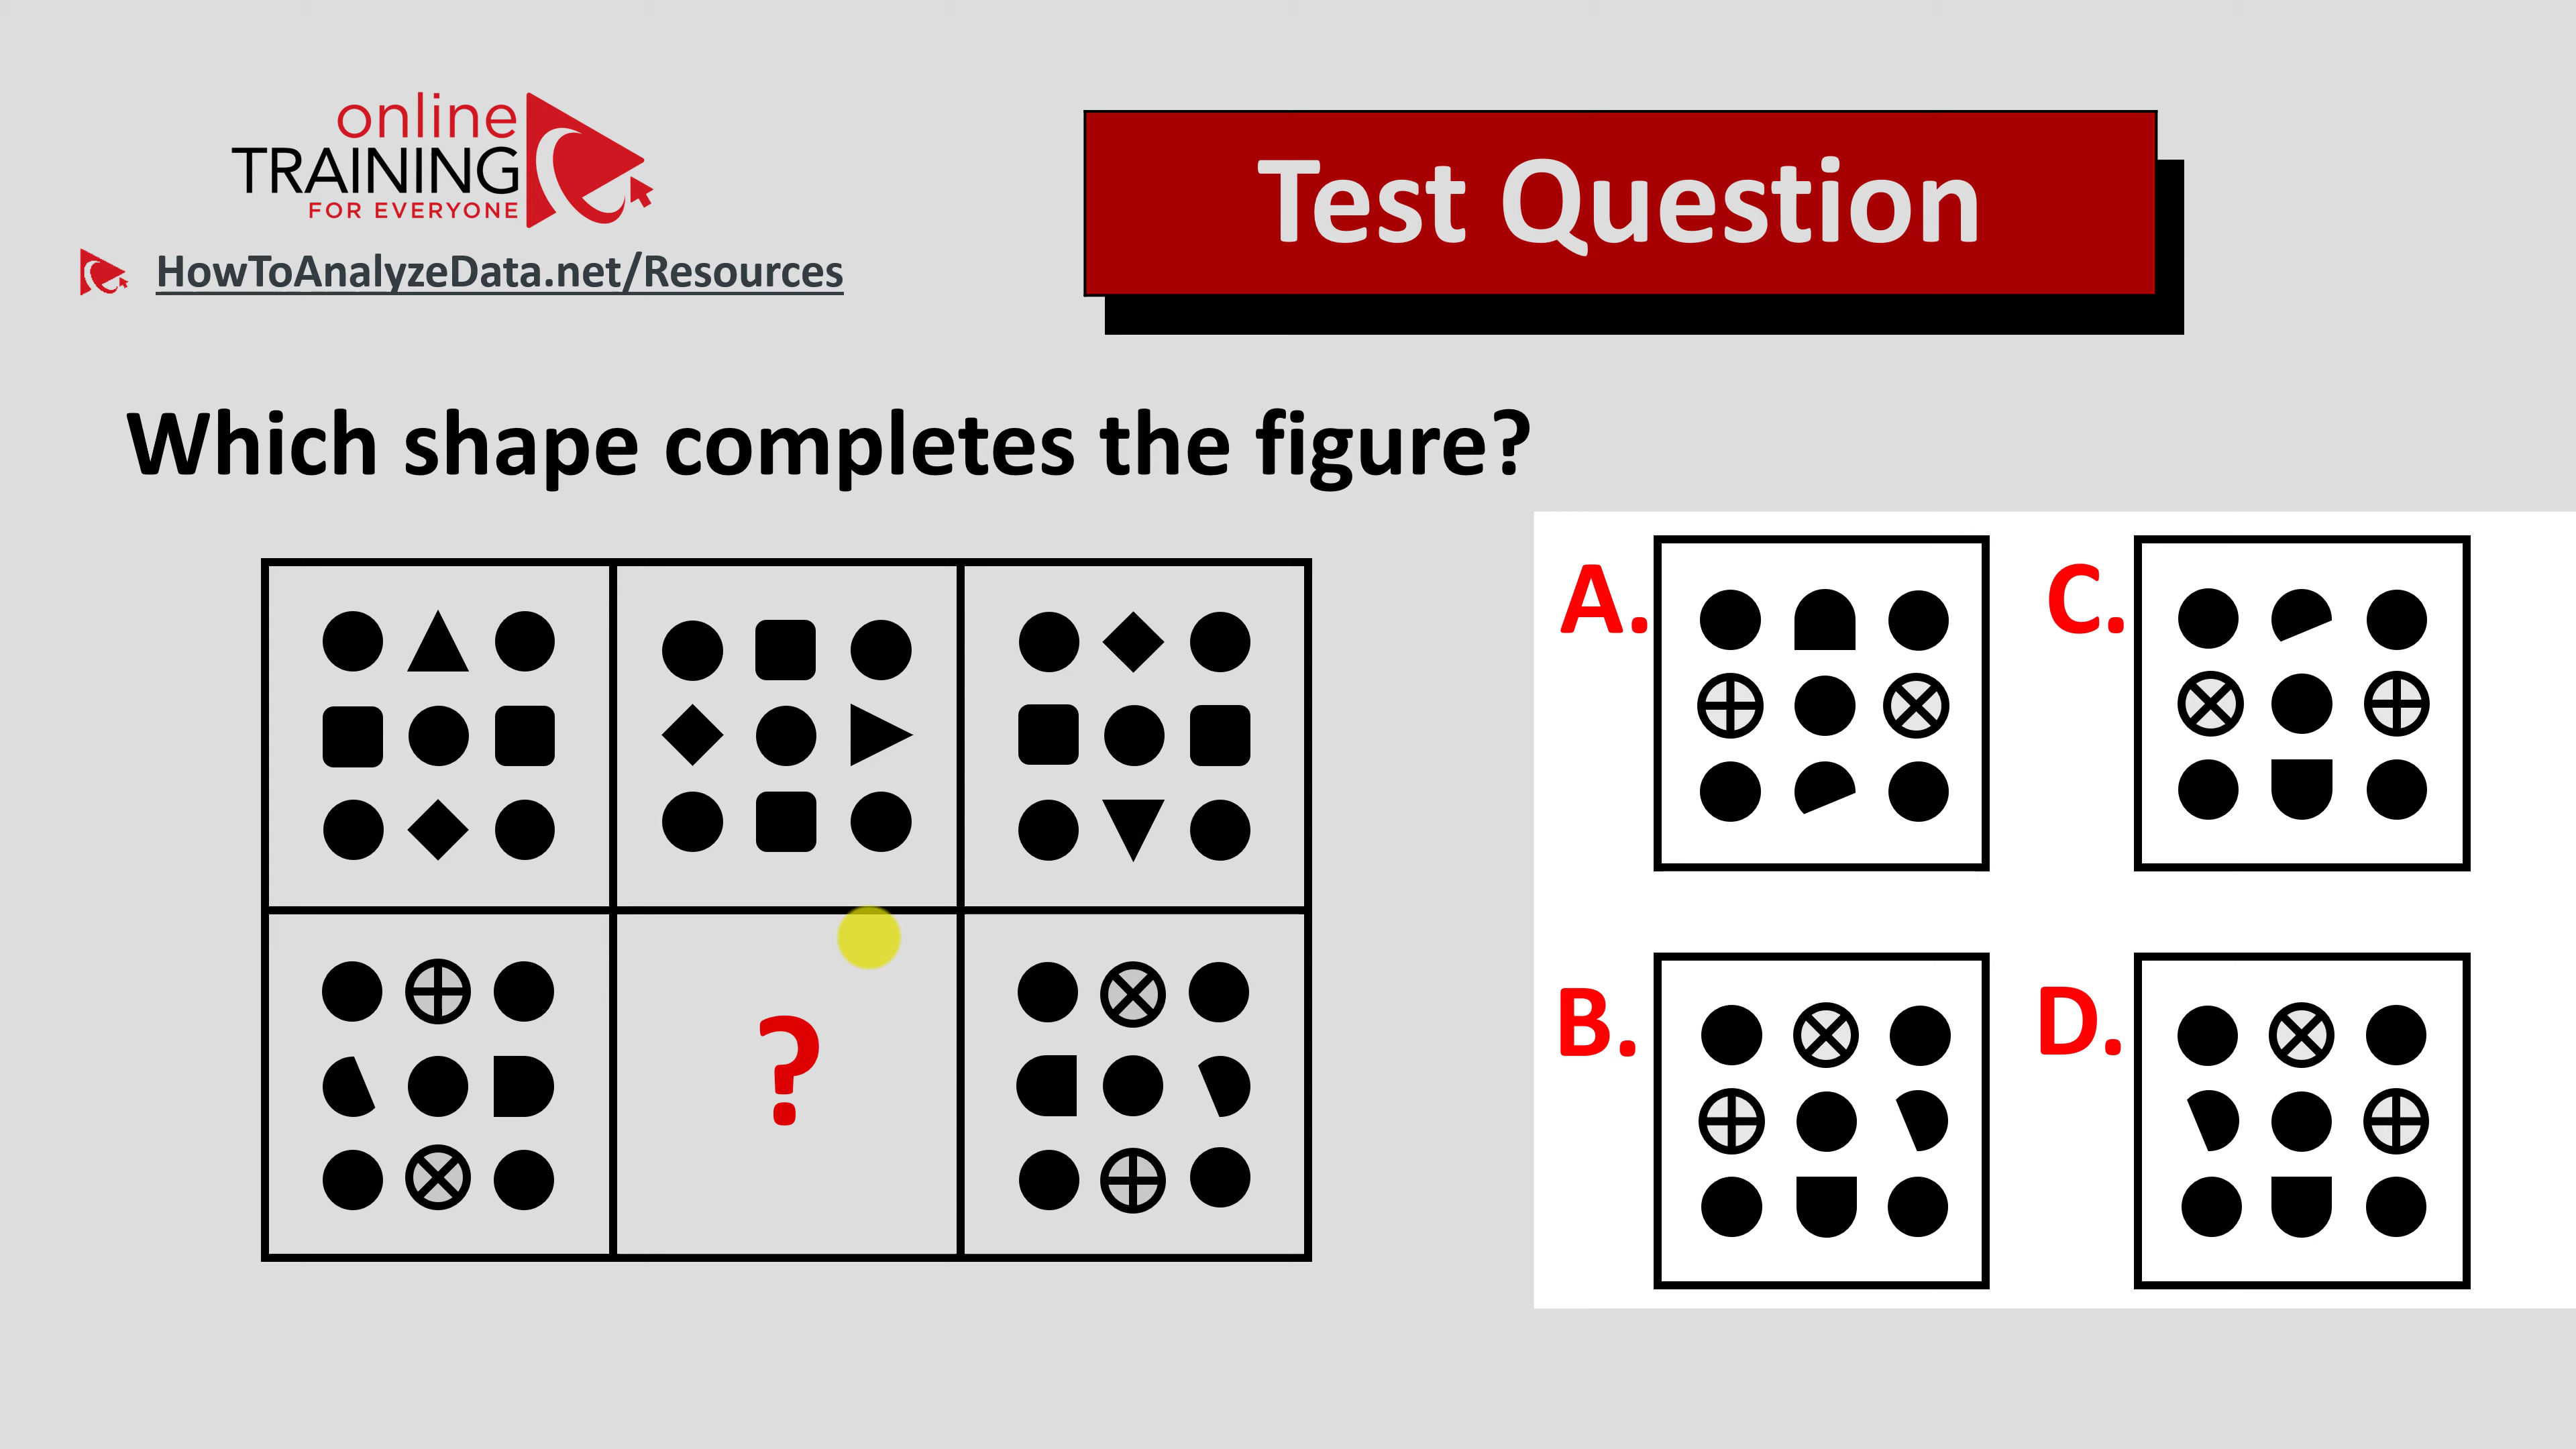 online
TRAINING
FOR EVERYONE
HowToAnalyzeData.net/Resources
Test Question
Which shape completes the figure?
A.
C.
?
B.
D.